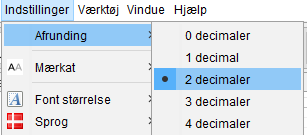 Indstillinger Værktøj Vindue Hjælp
Afrunding
0 decimaler
1 decimal
AA Mærkat
2 decimaler
A Font størrelse
3 decimaler
Sprog
4 decimaler